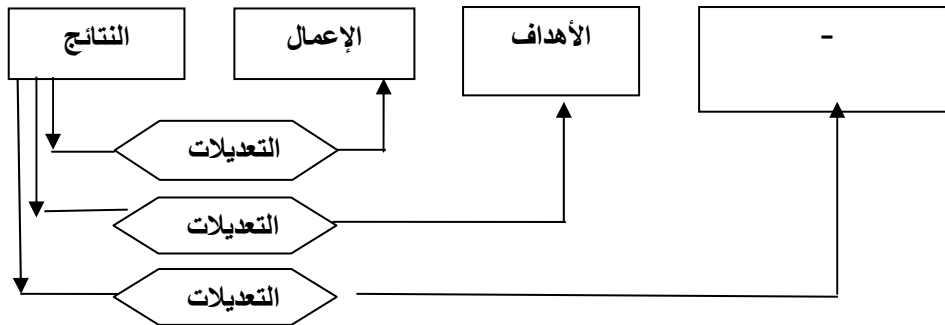 -
الأهداف
الإعمال
النتائج
التعديلات
التعديلات
التعديلات